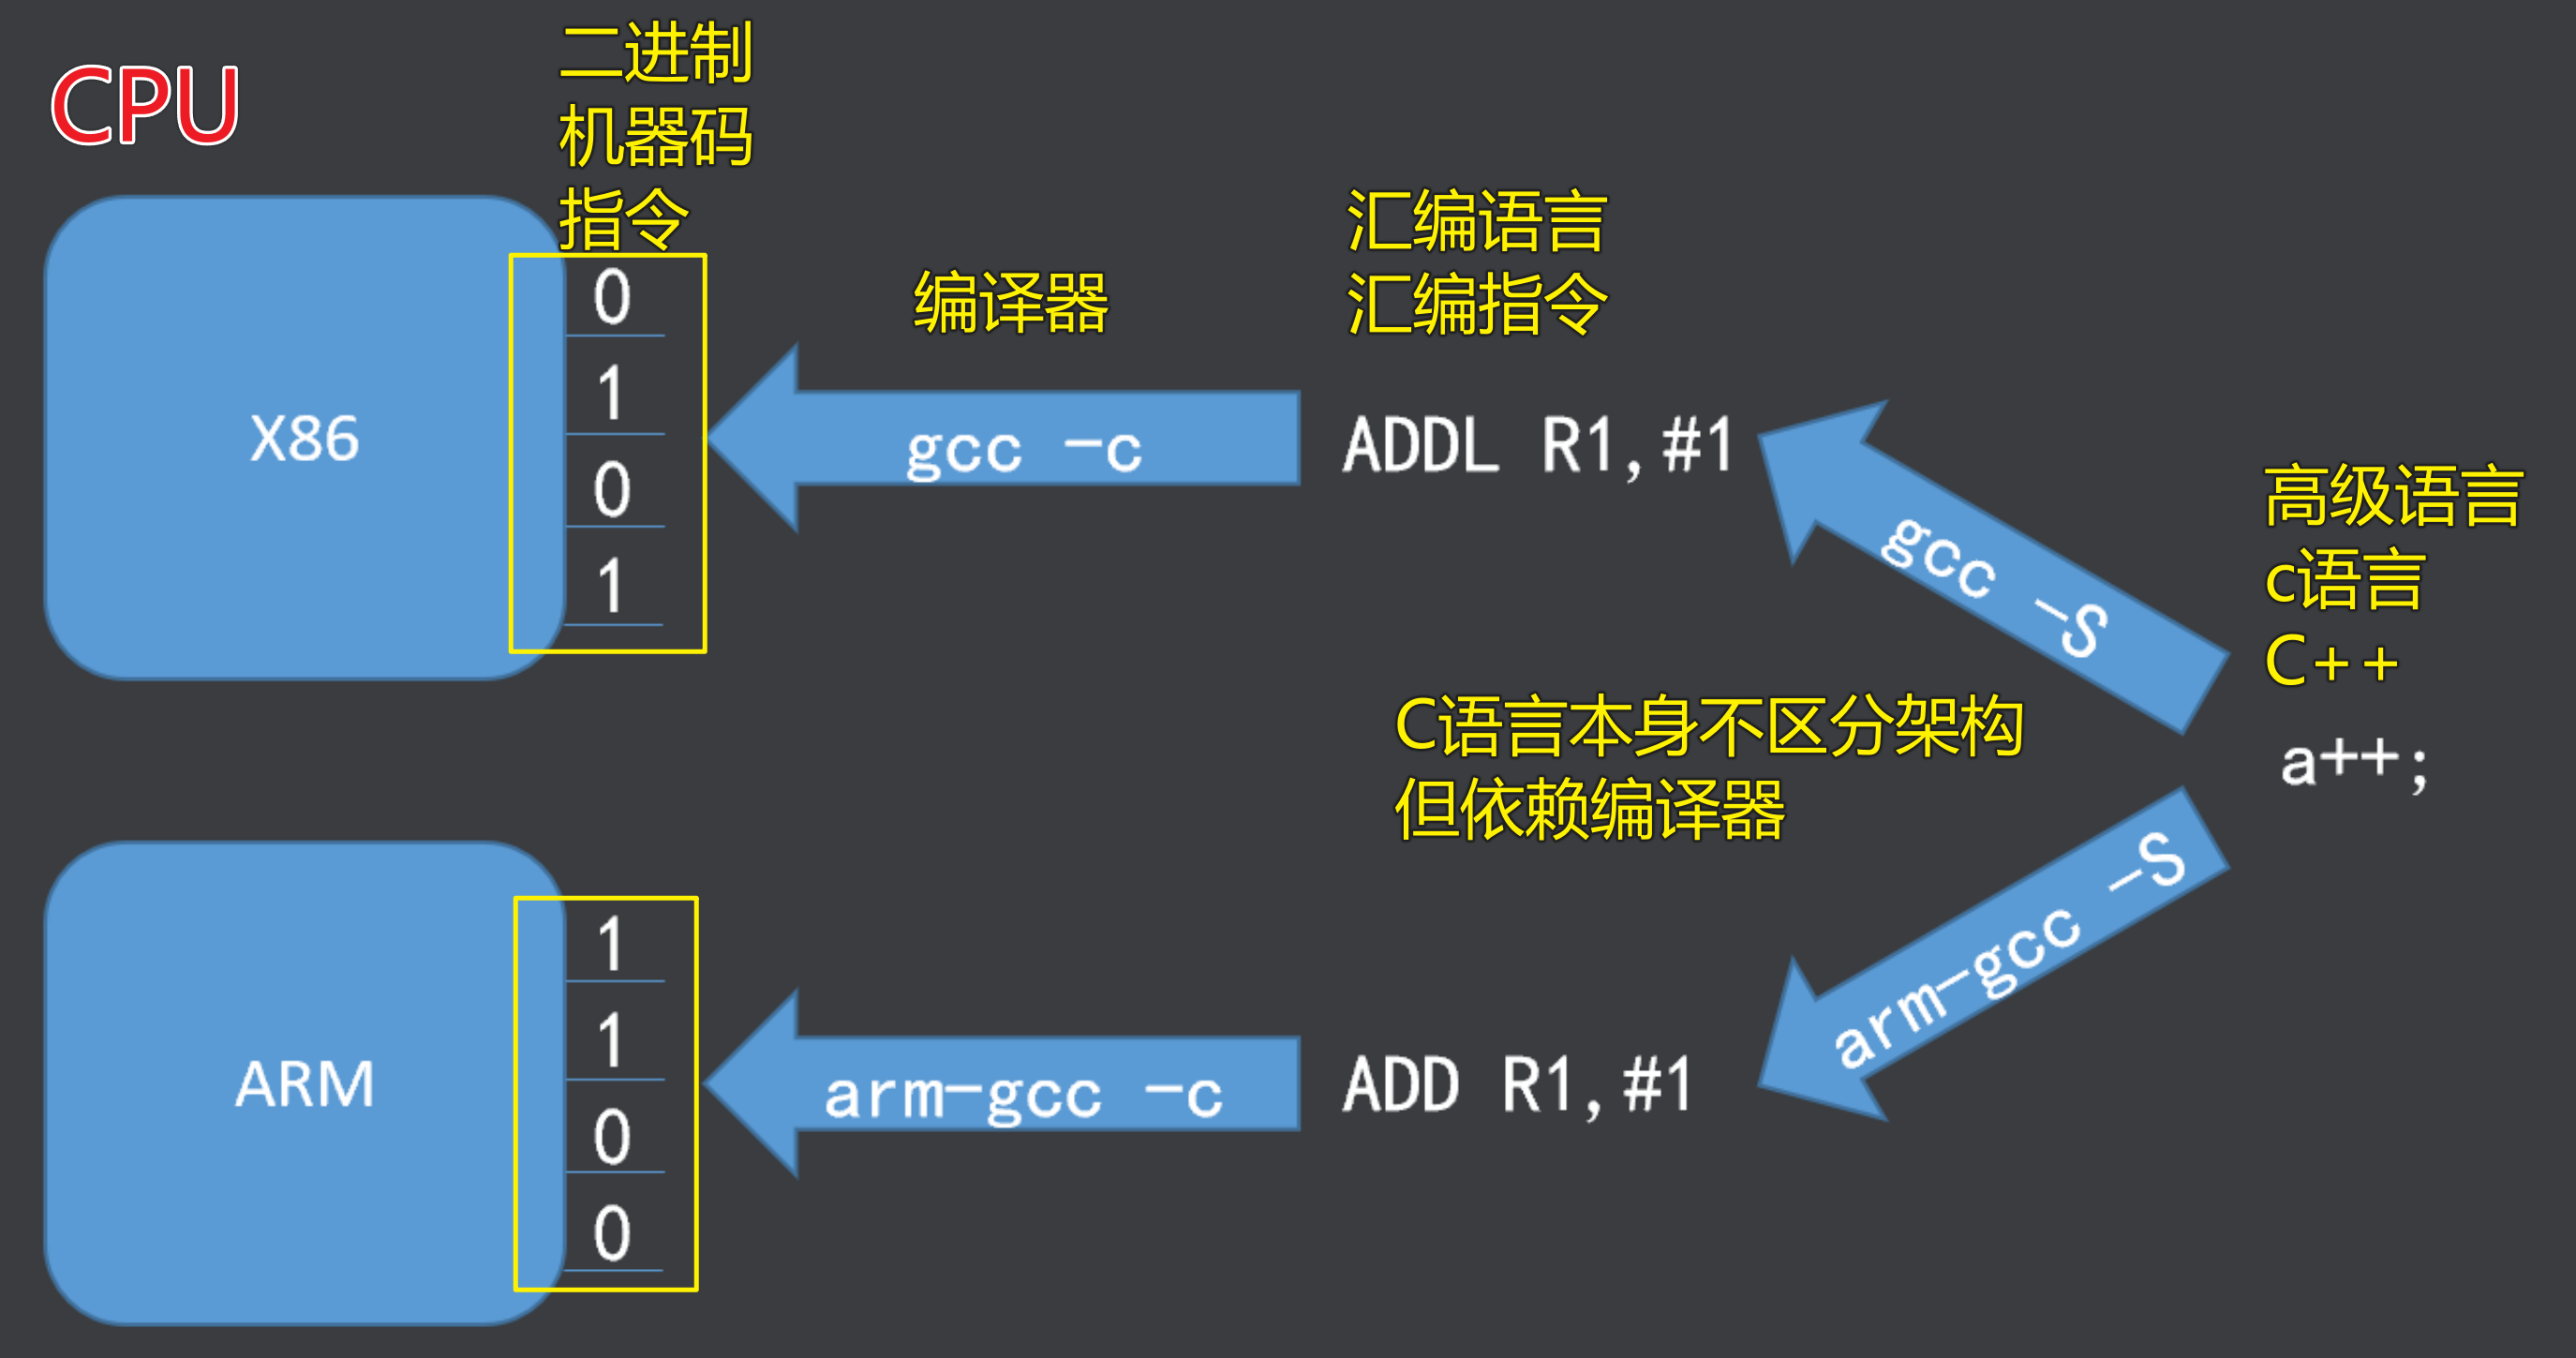 CPU
二进制
机器码
指令
X86
0
1
0
1
编译器
gcc -c
汇编语言
汇编指令
ADDL R1,#1
gcc -S
高级语言
c语言
C++
a++;
C语言本身不区分架构
但依赖编译器
ARM
1
1
0
0
arm-gcc -c
ADD R1,#1
arm-gcc -S